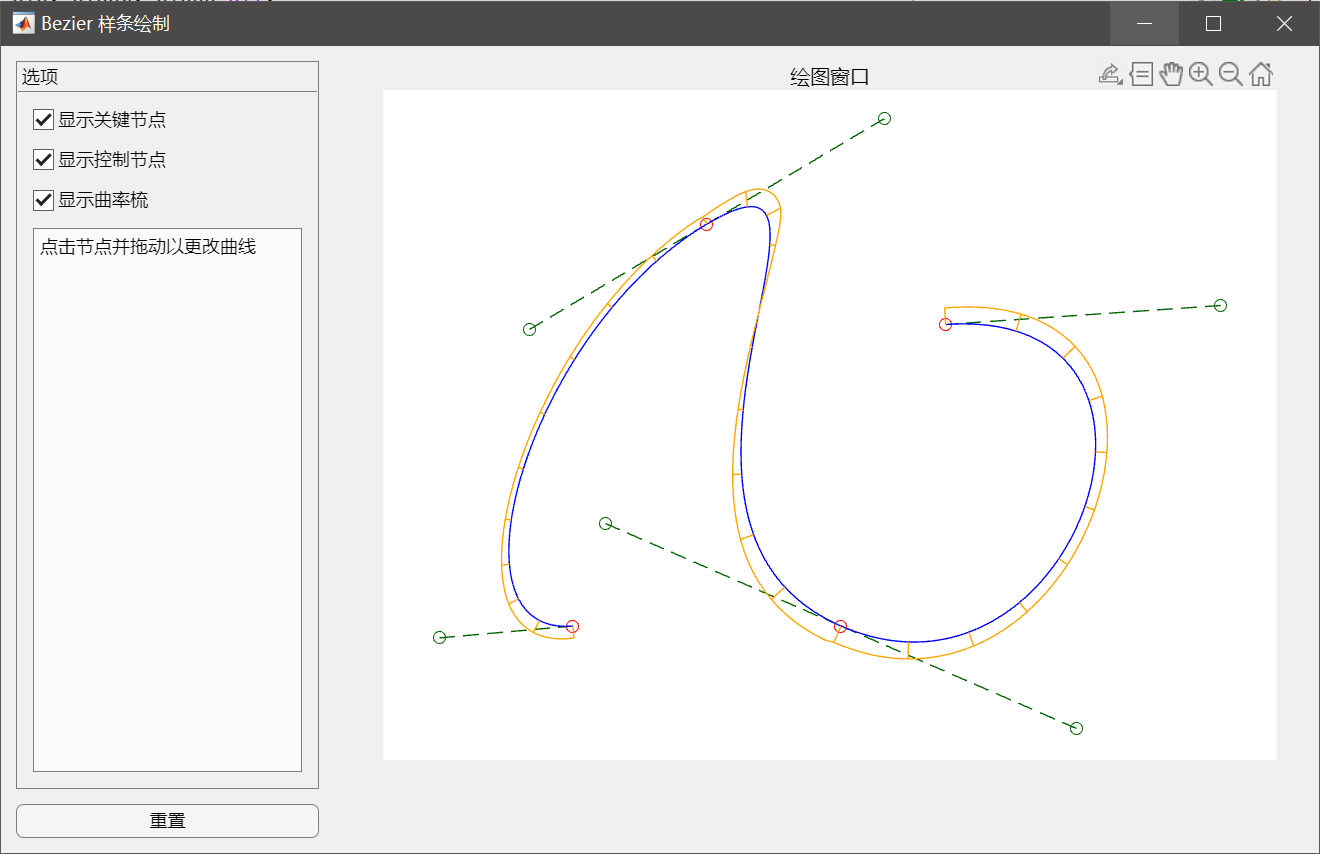 Bezier 样条绘制
选项
绘图窗口
显示关键节点
显示控制节点
显示曲率梳
点击节点并拖动以更改曲线
重置